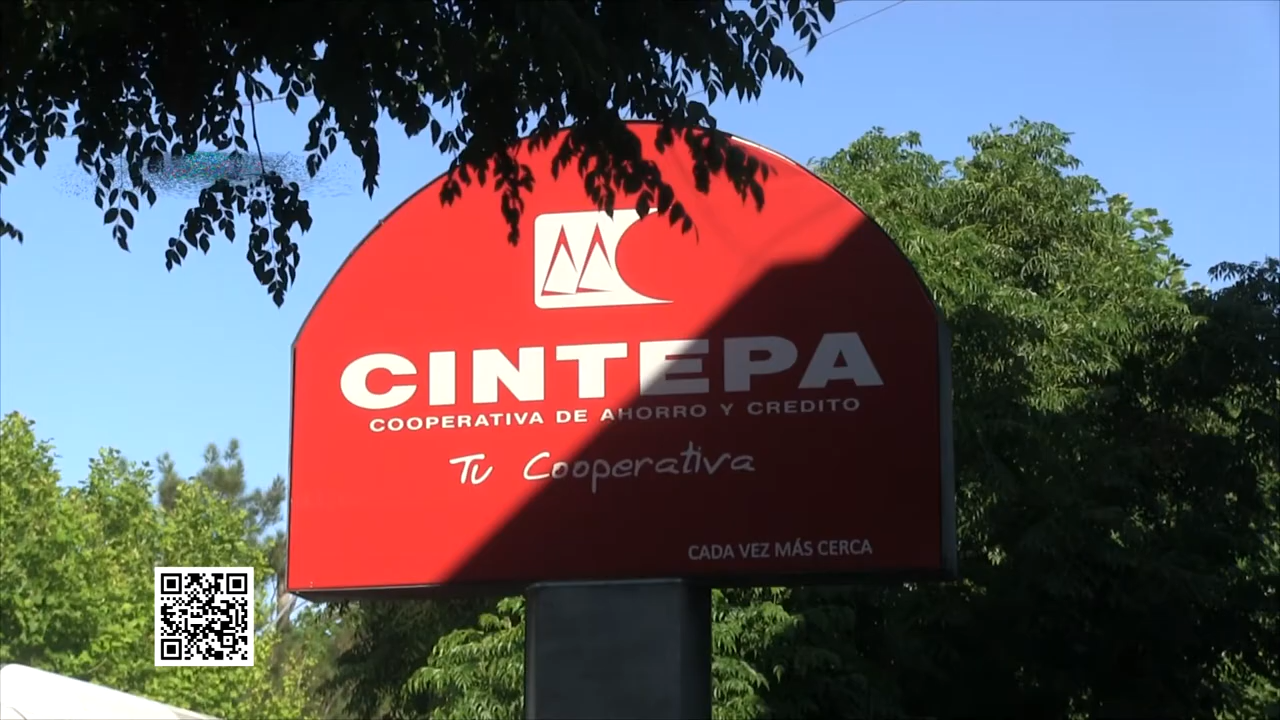 CINTEPA
COOPERATIVA DE AHORRO Y CREDITO
Tu Cooperativa
CADA VEZ MÁS CERCA